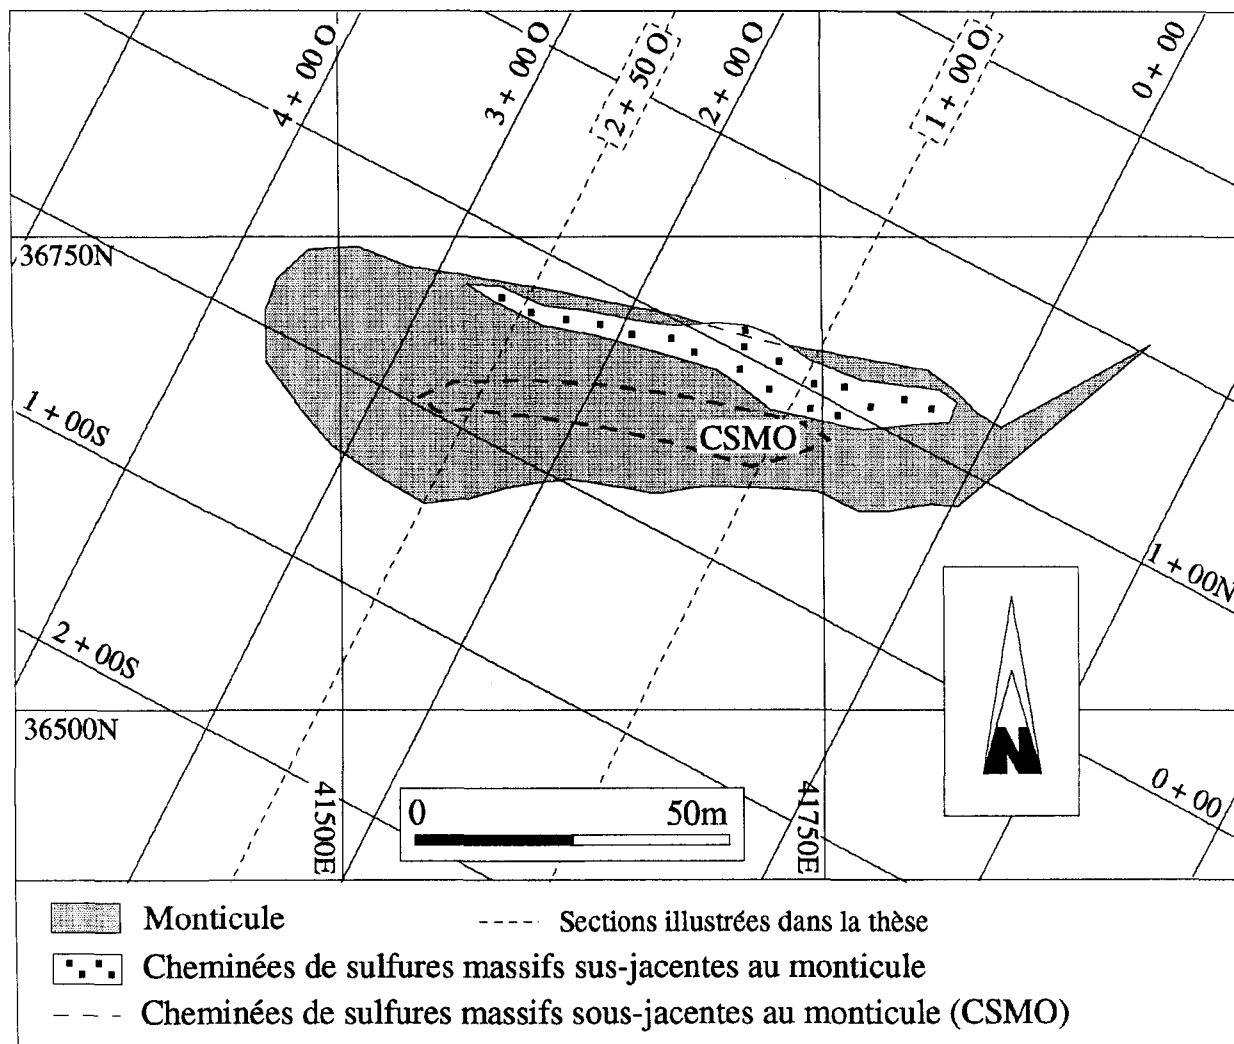 4 + 00 O
3 + 00 O
2 + 50 O
2 + 00 O
1 + 00 O
0 + 00
36750N
1 + 00S
CSMO
1 + 00N
2 + 00S
36500N
0 + 00
41500E
0 50m
41750E
N
Monticule
Sections illustrées dans la thèse
Cheminées de sulfures massifs sus-jacentes au monticule
Cheminées de sulfures massifs sous-jacentes au monticule (CSMO)